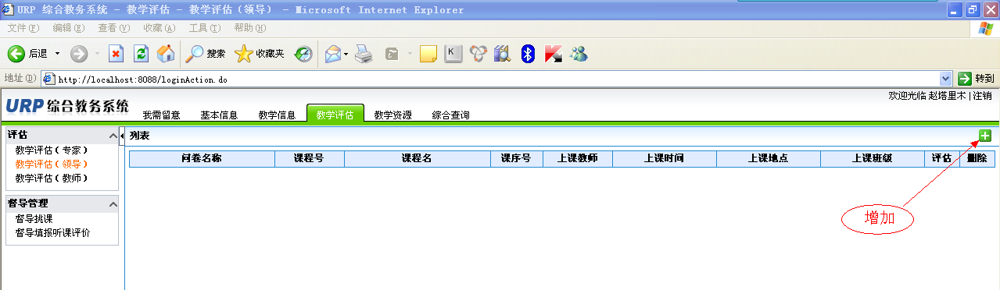 URP 综合教务系统 - 教学评估 - 教学评估（领导） - Microsoft Internet Explorer
文件(F) 编辑(E) 查看(V) 收藏(A) 工具(T) 帮助(H)
后退 搜索 收藏夹 K
地址(D) http://localhost:8088/loginAction.do 转到
欢迎光临 赵塔里木 | 注销
URP 综合教务系统 我需留意 基本信息 教学信息 教学评估 教学资源 综合查询
评估
教学评估（专家）
教学评估（领导）
教学评估（教师）
督导管理
督导挑课
督导填报听课评价
列表
问卷名称 课程号 课程名 课序号 上课教师 上课时间 上课地点 上课班级 评估 删除
增加